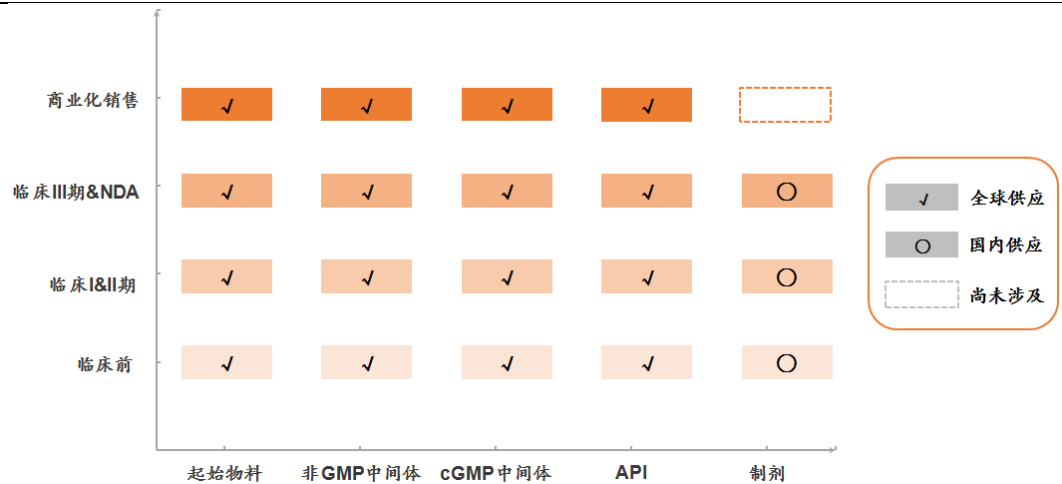 商业化销售 √ √ √ √
临床III期&NDA √ √ √ √ ○
临床I&II期 √ √ √ √ ○
临床前 √ √ √ √ ○
起始物料 非GMP中间体 cGMP中间体 API 制剂
√ 全球供应
○ 国内供应
尚未涉及